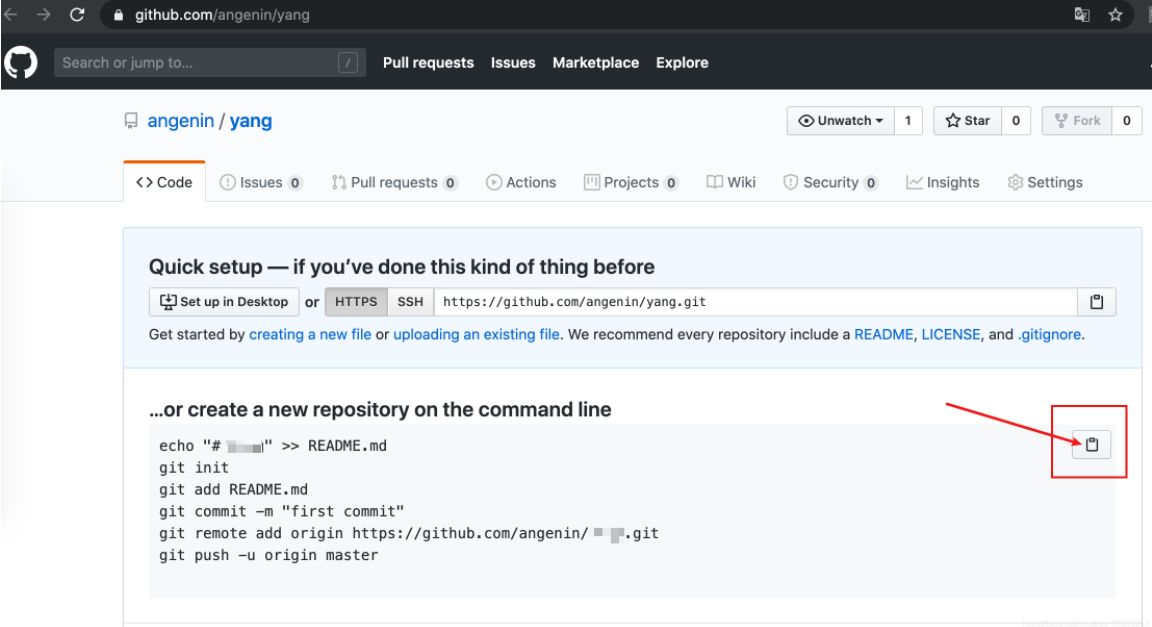 github.com/angenin/yang
Search or jump to... / Pull requests Issues Marketplace Explore
angenin / yang
Unwatch 1 Star 0 Fork 0
<> Code Issues 0 Pull requests 0 Actions Projects 0 Wiki Security 0 Insights Settings
Quick setup — if you’ve done this kind of thing before
Set up in Desktop or HTTPS SSH https://github.com/angenin/yang.git
Get started by creating a new file or uploading an existing file. We recommend every repository include a README, LICENSE, and .gitignore.
...or create a new repository on the command line
echo "# " >> README.md
git init
git add README.md
git commit -m "first commit"
git remote add origin https://github.com/angenin/ .git
git push -u origin master